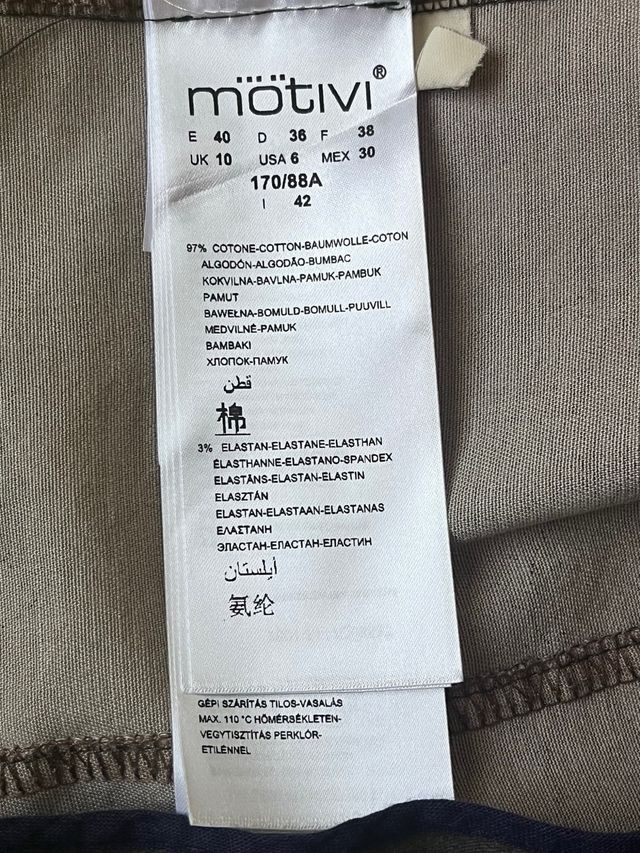 mötivi®
E 40 D 36 F 38
UK 10 USA 6 MEX 30
170/88A
I 42
97% COTONE-COTTON-BAUMWOLLE-COTON
ALGODÓN-ALGODÃO-BUMBAC
KOKVILNA-BAVLNA-PAMUK-PAMBUK
PAMUT
BAWEŁNA-BOMULD-BOMULL-PUUVILL
MEDVILNĖ-PAMUK
BAMBAKI
ХЛОПОК-ПАМУК
قطن
棉
3% ELASTAN-ELASTANE-ELASTHAN
ÉLASTHANNE-ELASTANO-SPANDEX
ELASTĀNS-ELASTAN-ELASTIN
ELASZTÁN
ELASTAN-ELASTAAN-ELASTANAS
ΕΛΑΣΤΑΝΗ
ЭЛАСТАН-ЕЛАСТАН-ЕЛАСТИН
أيلستان
氨纶
GÉPI SZÁRÍTÁS TILOS-VASALÁS
MAX. 110 °C HŐMÉRSÉKLETEN-
VEGYTISZTÍTÁS PERKLÓR-
ETILÉNNEL